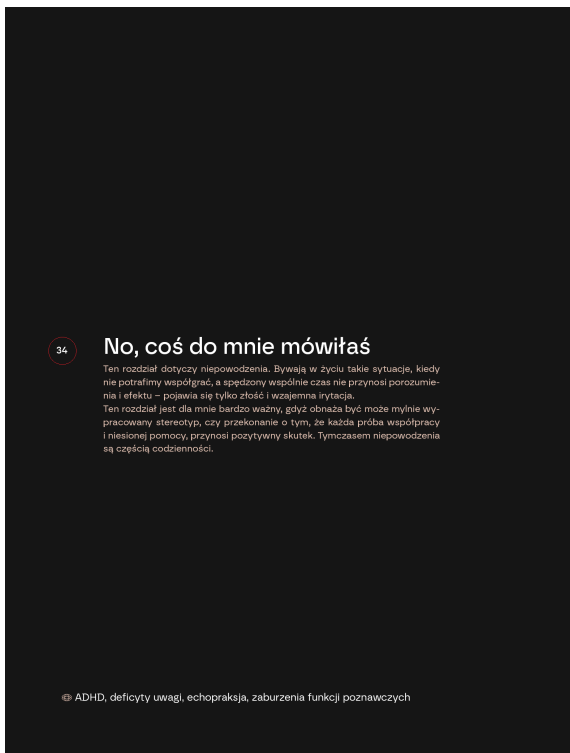 34
No, coś do mnie mówiłaś
Ten rozdział dotyczy niepowodzenia. Bywają w życiu takie sytuacje, kiedy
nie potrafimy współgrać, a spędzony wspólnie czas nie przynosi porozumie-
nia i efektu – pojawia się tylko złość i wzajemna irytacja.
Ten rozdział jest dla mnie bardzo ważny, gdyż obnaża być może mylnie wy-
pracowany stereotyp, czy przekonanie o tym, że każda próba współpracy
i niesionej pomocy, przynosi pozytywny skutek. Tymczasem niepowodzenia
są częścią codzienności.
ADHD, deficyty uwagi, echopraksja, zaburzenia funkcji poznawczych